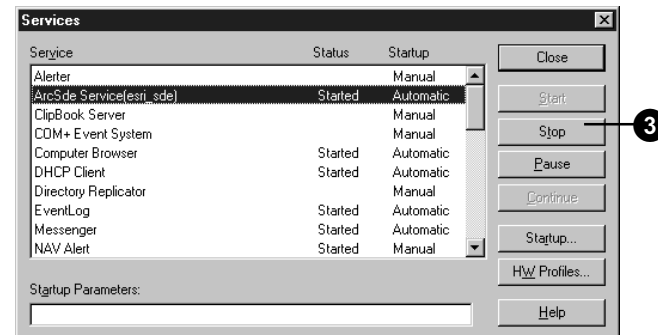 Services
Service Status Startup
Close
Alerter Manual
ArcSde Service(esri_sde) Started Automatic
Start
ClipBook Server Manual
COM+ Event System Manual
Stop
3
Computer Browser Started Automatic
DHCP Client Started Automatic
Pause
Directory Replicator Manual
Continue
EventLog Started Automatic
Messenger Started Automatic
NAV Alert Started Manual
Startup...
HW Profiles...
Startup Parameters:
Help